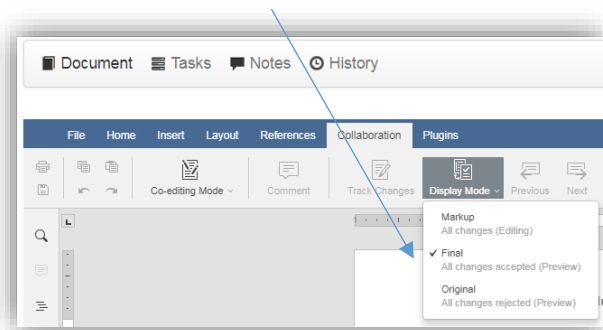 Document Tasks Notes History
File Home Insert Layout References Collaboration Plugins
Co-editing Mode Comment Track Changes Display Mode Previous Next
Markup
All changes (Editing)
Final
All changes accepted (Preview)
Original
All changes rejected (Preview)